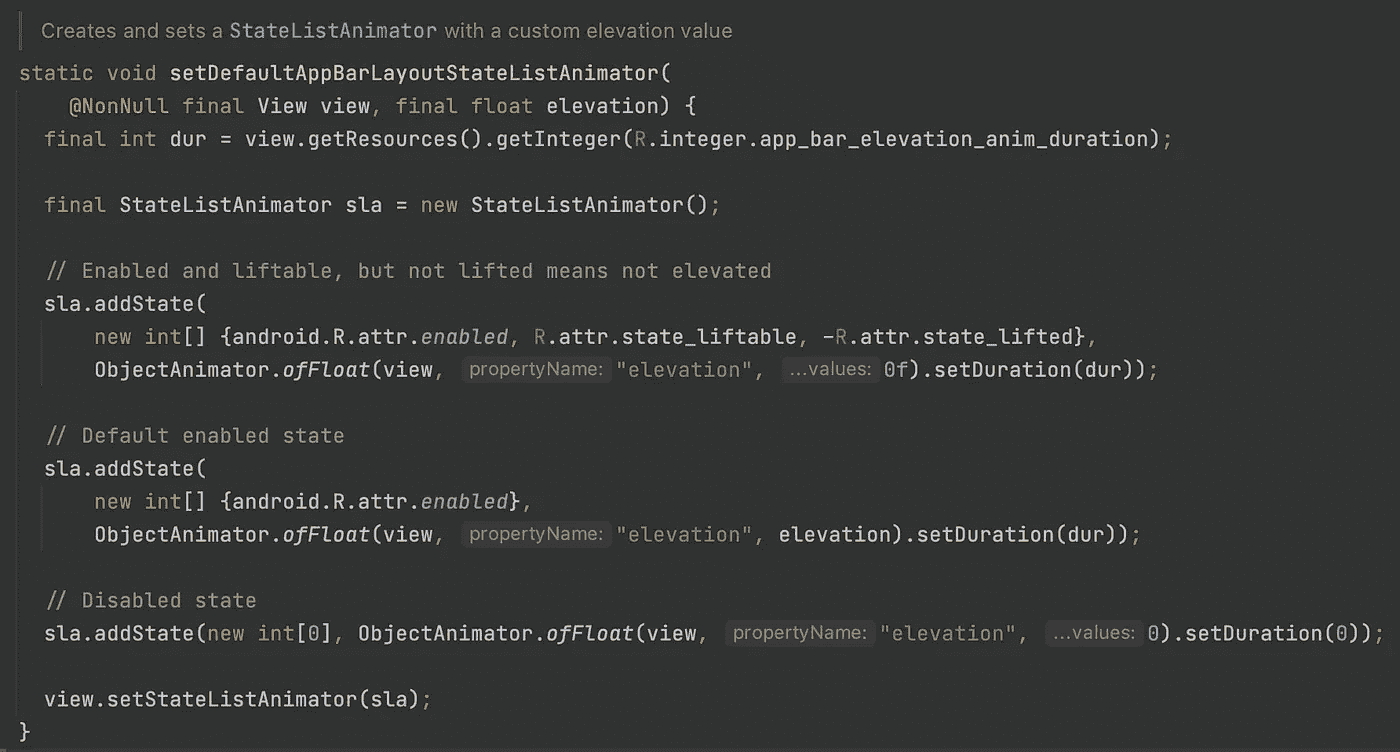 Creates and sets a StateListAnimator with a custom elevation value
static void setDefaultAppBarLayoutStateListAnimator(
@NonNull final View view, final float elevation) {
final int dur = view.getResources().getInteger(R.integer.app_bar_elevation_anim_duration);
final StateListAnimator sla = new StateListAnimator();
// Enabled and liftable, but not lifted means not elevated
sla.addState(
new int[] {android.R.attr.enabled, R.attr.state_liftable, -R.attr.state_lifted},
ObjectAnimator.ofFloat(view, propertyName: "elevation", ...values: 0f).setDuration(dur));
// Default enabled state
sla.addState(
new int[] {android.R.attr.enabled},
ObjectAnimator.ofFloat(view, propertyName: "elevation", elevation).setDuration(dur));
// Disabled state
sla.addState(new int[0], ObjectAnimator.ofFloat(view, propertyName: "elevation", ...values: 0).setDuration(0));
view.setStateListAnimator(sla);
}